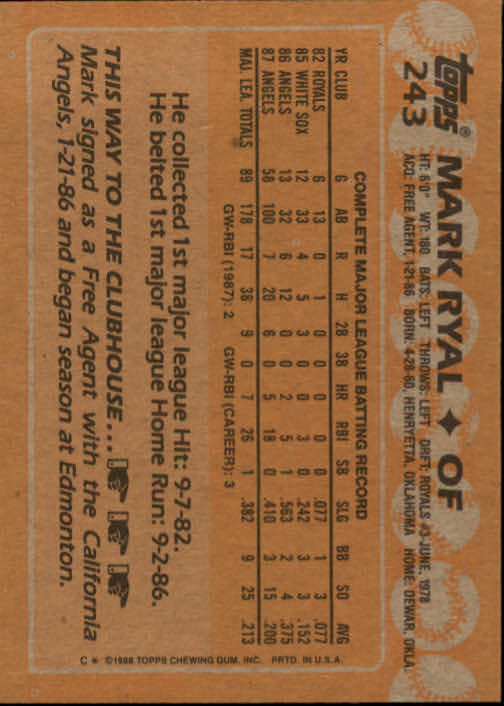 topps®
243
MARK RYAL ✦ OF
HT: 6'0" WT: 180 BATS: LEFT THROWS: LEFT DRFT: ROYALS #3-JUNE, 1978
ACQ: FREE AGENT, 1-21-86 BORN: 4-28-60, HENRYETTA, OKLAHOMA HOME: DEWAR, OKLA.
COMPLETE MAJOR LEAGUE BATTING RECORD
YR CLUB G AB R H 2B 3B HR RBI SB SLG BB SO AVG
82 ROYALS 6 13 0 1 0 0 0 0 0 .077 1 3 .077
85 WHITE SOX 12 33 4 5 3 0 0 3 0 .242 3 3 .152
86 ANGELS 13 32 6 12 0 0 2 5 1 .563 2 4 .375
87 ANGELS 58 100 7 20 6 0 5 18 0 .410 3 15 .200
MAJ. LEA. TOTALS 89 178 17 38 9 0 7 26 1 .382 9 25 .213
GW-RBI (1987): 2 GW-RBI (CAREER): 3
He collected 1st major league Hit: 9-7-82.
He belted 1st major league Home Run: 9-2-86.
THIS WAY TO THE CLUBHOUSE...
Mark signed as a Free Agent with the California
Angels, 1-21-86 and began season at Edmonton.
C * ©1988 TOPPS CHEWING GUM, INC. PRTD. IN U.S.A.